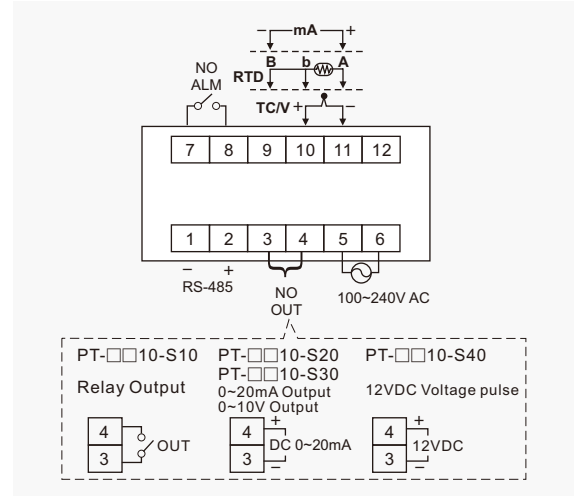 − mA +
B b A
RTD
NO
ALM
TC/V + −
7 8 9 10 11 12
1 2 3 4 5 6
− +
RS-485
NO
OUT
100~240V AC
PT-□□10-S10
Relay Output
4
3
OUT
PT-□□10-S20
PT-□□10-S30
0~20mA Output
0~10V Output
4
3
+
DC 0~20mA
−
PT-□□10-S40
12VDC Voltage pulse
4
3
+
12VDC
−